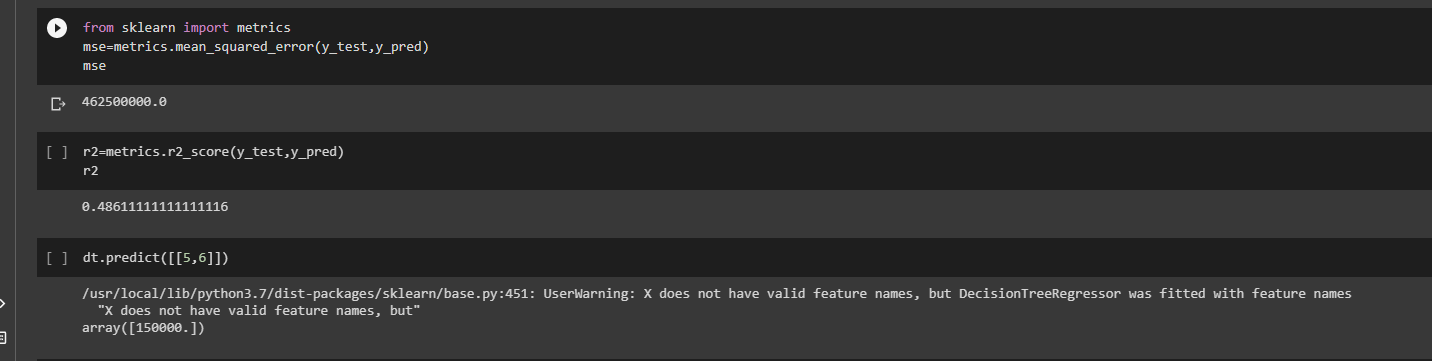 from sklearn import metrics
mse=metrics.mean_squared_error(y_test,y_pred)
mse
462500000.0
[ ] r2=metrics.r2_score(y_test,y_pred)
r2
0.48611111111111116
[ ] dt.predict([[5,6]])
/usr/local/lib/python3.7/dist-packages/sklearn/base.py:451: UserWarning: X does not have valid feature names, but DecisionTreeRegressor was fitted with feature names
"X does not have valid feature names, but"
array([150000.])